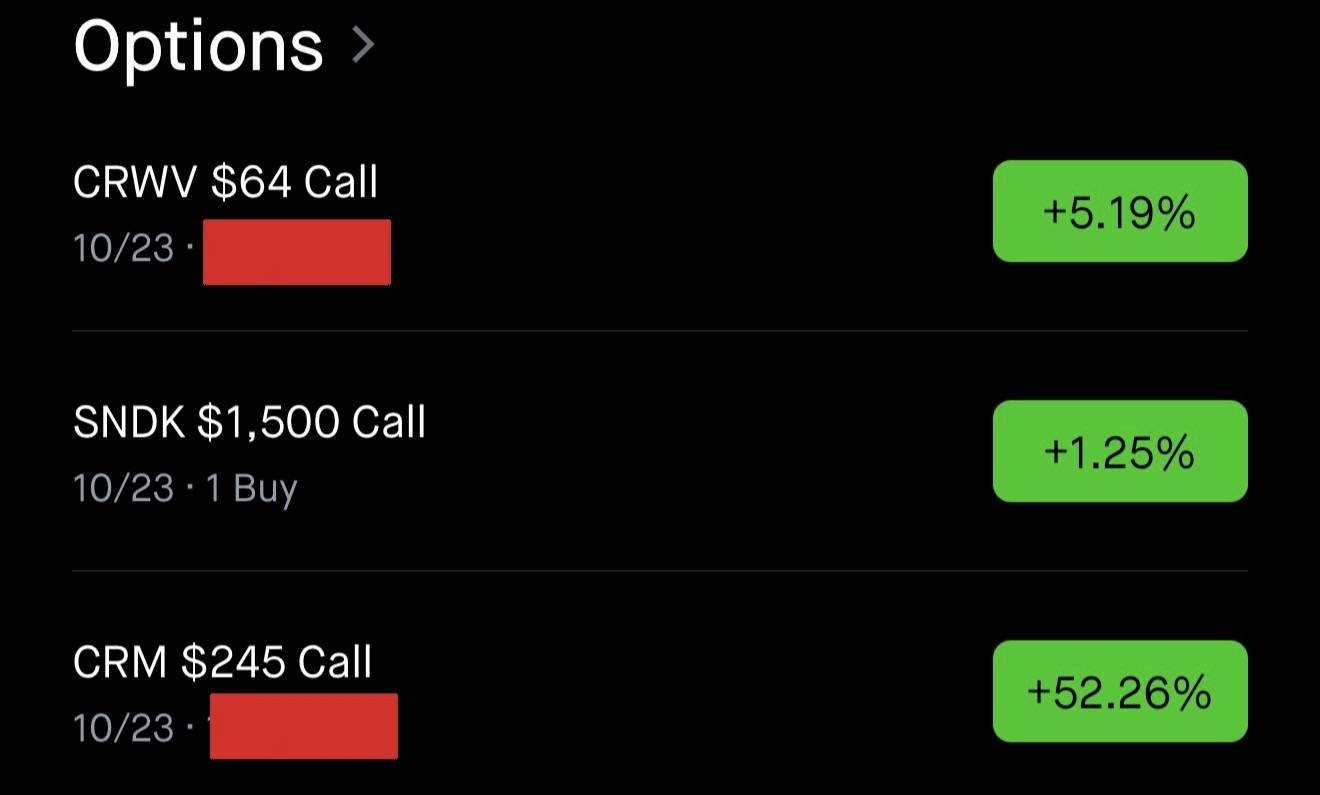 Options >
CRWV $64 Call
+5.19%
10/23 ·
SNDK $1,500 Call
+1.25%
10/23 · 1 Buy
CRM $245 Call
+52.26%
10/23 ·